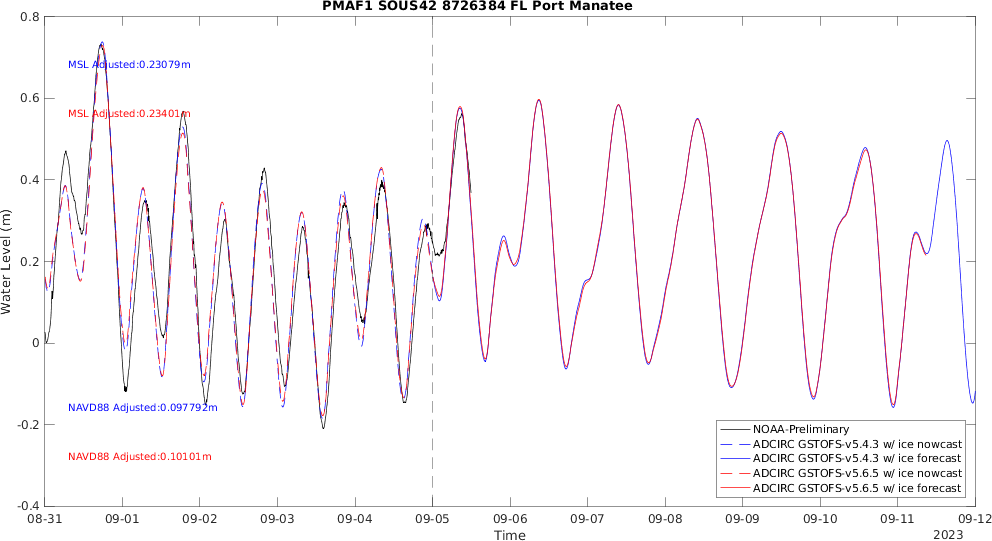 PMAF1 SOUS42 8726384 FL Port Manatee
0.8
0.6
0.4
0.2
0
-0.2
-0.4
Water Level (m)
MSL Adjusted:0.23079m
MSL Adjusted:0.23401m
NAVD88 Adjusted:0.097792m
NAVD88 Adjusted:0.10101m
NOAA-Preliminary
ADCIRC GSTOFS-v5.4.3 w/ ice nowcast
ADCIRC GSTOFS-v5.4.3 w/ ice forecast
ADCIRC GSTOFS-v5.6.5 w/ ice nowcast
ADCIRC GSTOFS-v5.6.5 w/ ice forecast
08-31 09-01 09-02 09-03 09-04 09-05 09-06 09-07 09-08 09-09 09-10 09-11 09-12
Time
2023